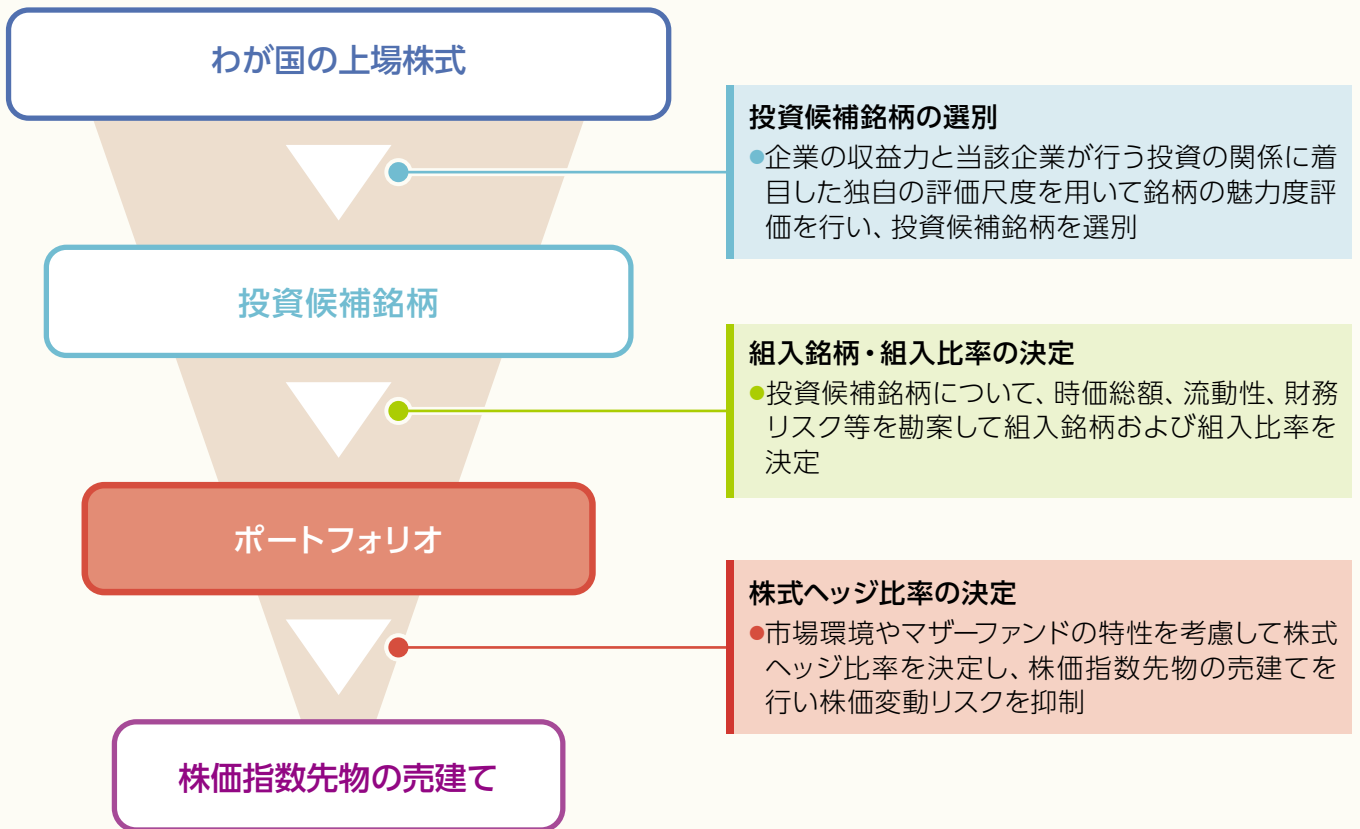 わが国の上場株式
投資候補銘柄の選別
●企業の収益力と当該企業が行う投資の関係に着
目した独自の評価尺度を用いて銘柄の魅力度評
価を行い、投資候補銘柄を選別
投資候補銘柄
組入銘柄・組入比率の決定
●投資候補銘柄について、時価総額、流動性、財務
リスク等を勘案して組入銘柄および組入比率を
決定
ポートフォリオ
株式ヘッジ比率の決定
●市場環境やマザーファンドの特性を考慮して株式
ヘッジ比率を決定し、株価指数先物の売建てを
行い株価変動リスクを抑制
株価指数先物の売建て